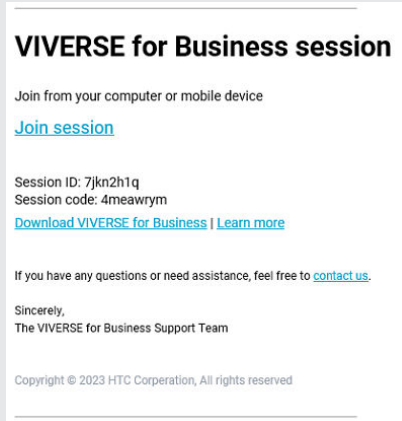 VIVERSE for Business session
Join from your computer or mobile device
Join session
Session ID: 7jkn2h1q
Session code: 4meawrym
Download VIVERSE for Business | Learn more
If you have any questions or need assistance, feel free to contact us.
Sincerely,
The VIVERSE for Business Support Team
Copyright © 2023 HTC Corperation, All rights reserved